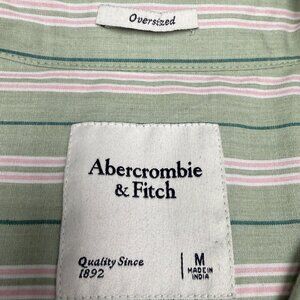 Oversized
Abercrombie
& Fitch
Quality Since
1892
M
MADE IN
INDIA